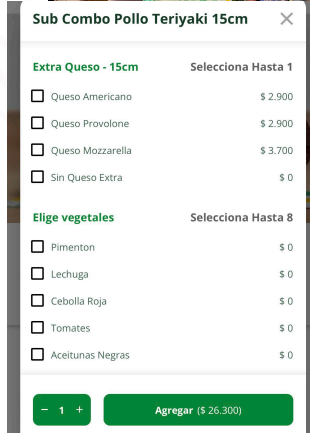 Sub Combo Pollo Teriyaki 15cm ×
Extra Queso - 15cm Selecciona Hasta 1
Queso Americano $ 2.900
Queso Provolone $ 2.900
Queso Mozzarella $ 3.700
Sin Queso Extra $ 0
Elige vegetales Selecciona Hasta 8
Pimenton $ 0
Lechuga $ 0
Cebolla Roja $ 0
Tomates $ 0
Aceitunas Negras $ 0
− 1 + Agregar ($ 26.300)